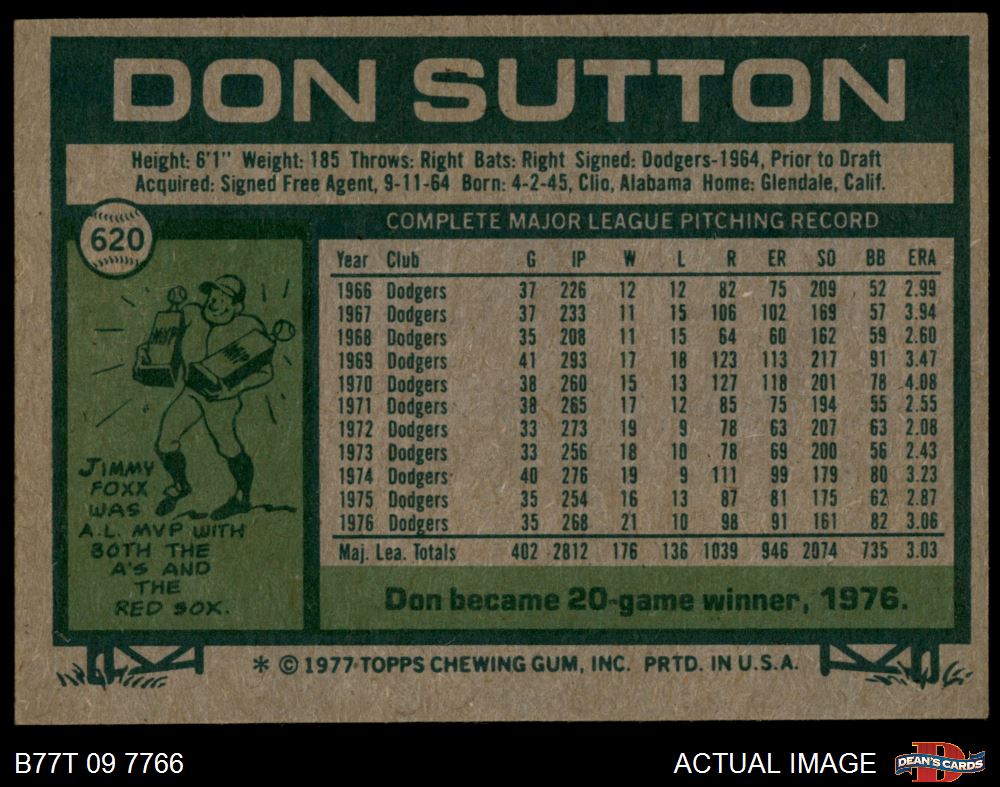 DON SUTTON
Height: 6'1" Weight: 185 Throws: Right Bats: Right Signed: Dodgers-1964, Prior to Draft
Acquired: Signed Free Agent, 9-11-64 Born: 4-2-45, Clio, Alabama Home: Glendale, Calif.
620
COMPLETE MAJOR LEAGUE PITCHING RECORD
Year Club G IP W L R ER SO BB ERA
1966 Dodgers 37 226 12 12 82 75 209 52 2.99
1967 Dodgers 37 233 11 15 106 102 169 57 3.94
1968 Dodgers 35 208 11 15 64 60 162 59 2.60
1969 Dodgers 41 293 17 18 123 113 217 91 3.47
1970 Dodgers 38 260 15 13 127 118 201 78 4.08
1971 Dodgers 38 265 17 12 85 75 194 55 2.55
1972 Dodgers 33 273 19 9 78 63 207 63 2.08
1973 Dodgers 33 256 18 10 78 69 200 56 2.43
1974 Dodgers 40 276 19 9 111 99 179 80 3.23
1975 Dodgers 35 254 16 13 87 81 175 62 2.87
1976 Dodgers 35 268 21 10 98 91 161 82 3.06
Maj. Lea. Totals 402 2812 176 136 1039 946 2074 735 3.03
MVP
MVP
JIMMY
FOXX
WAS
A.L. MVP WITH
BOTH THE
A'S AND
THE
RED SOX.
Don became 20-game winner, 1976.
* © 1977 TOPPS CHEWING GUM, INC. PRTD. IN U.S.A.
B77T 09 7766
ACTUAL IMAGE
DEAN'S CARDS